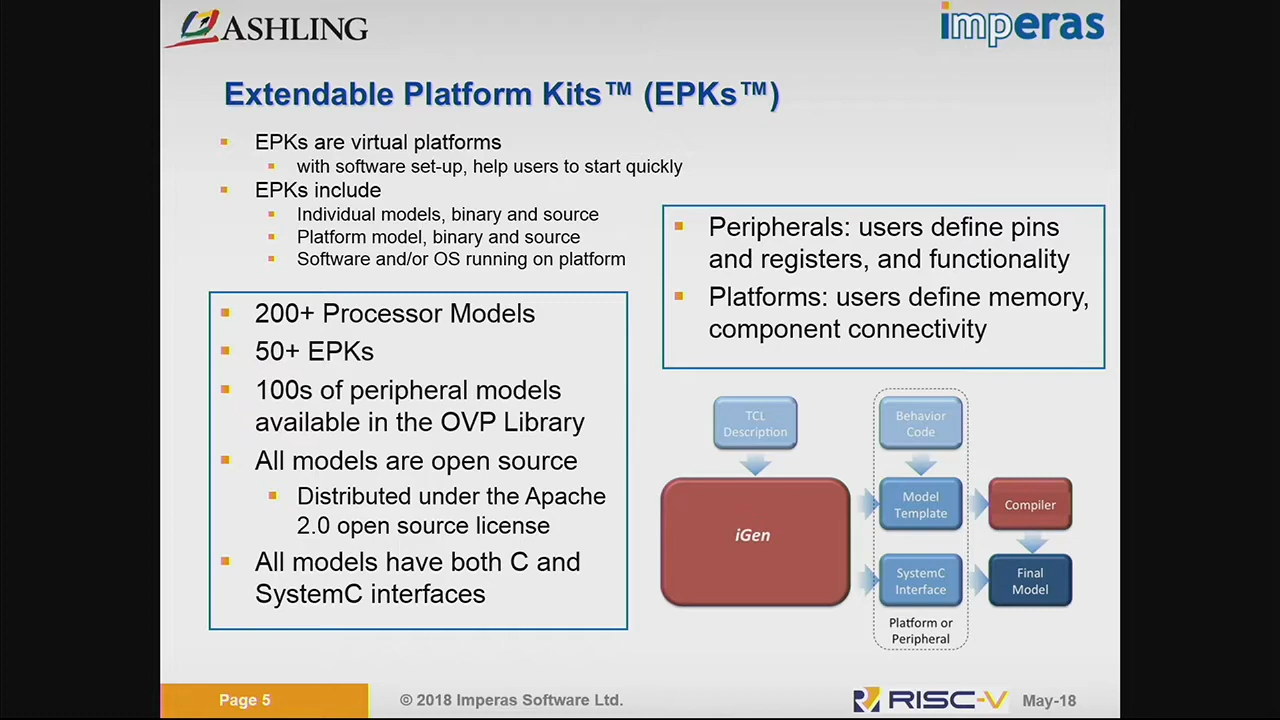 ASHLING
imperas
Extendable Platform Kits™ (EPKs™)
EPKs are virtual platforms
with software set-up, help users to start quickly
EPKs include
Individual models, binary and source
Platform model, binary and source
Software and/or OS running on platform
200+ Processor Models
50+ EPKs
100s of peripheral models
available in the OVP Library
All models are open source
Distributed under the Apache
2.0 open source license
All models have both C and
SystemC interfaces
Peripherals: users define pins
and registers, and functionality
Platforms: users define memory,
component connectivity
TCL
Description
Behavior
Code
iGen
Model
Template
Compiler
SystemC
Interface
Final
Model
Platform or
Peripheral
Page 5
© 2018 Imperas Software Ltd.
RISC-V
May-18